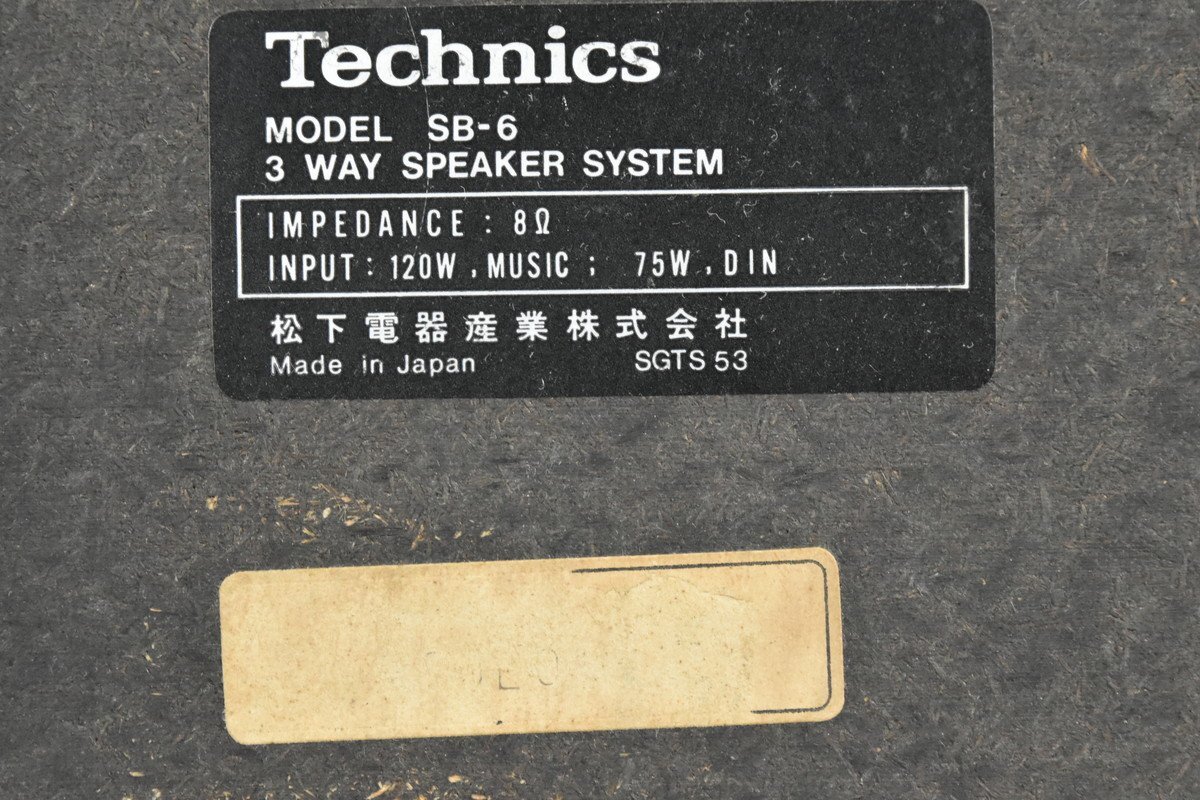 Technics
MODEL SB-6
3 WAY SPEAKER SYSTEM
IMPEDANCE : 8Ω
INPUT : 120W , MUSIC ; 75W , DIN
松下電器産業株式会社
Made in Japan SGTS 53